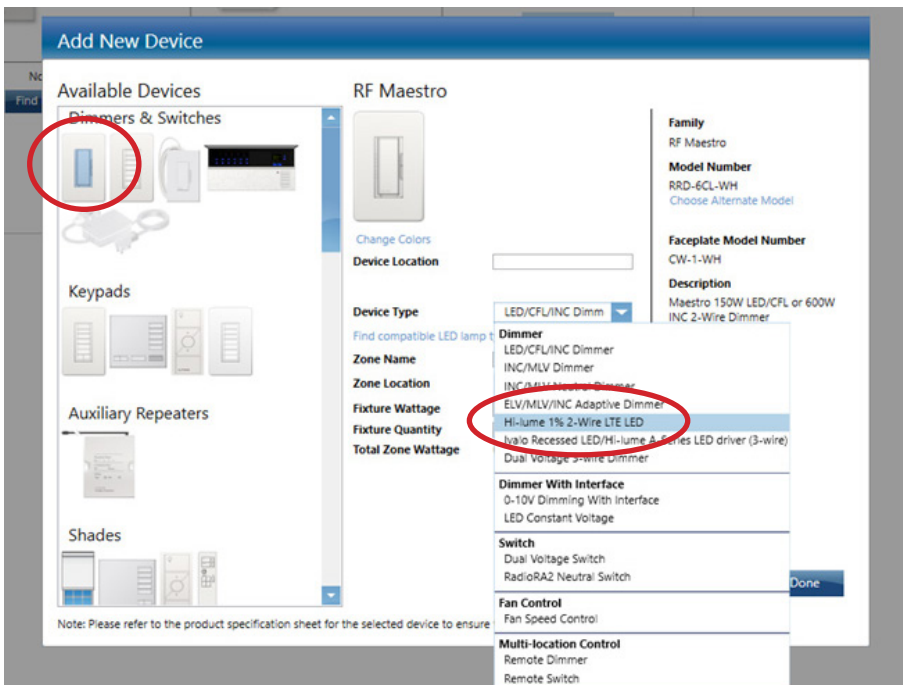 Add New Device
Find
Available Devices
Dimmers & Switches
Keypads
Auxiliary Repeaters
Shades
RF Maestro
Change Colors
Device Location
Device Type
LED/CFL/INC Dimm
Find compatible LED lamp t
Zone Name
Zone Location
Fixture Wattage
Fixture Quantity
Total Zone Wattage
Dimmer
LED/CFL/INC Dimmer
INC/MLV Dimmer
INC/MLV Neutral Dimmer
ELV/MLV/INC Adaptive Dimmer
Hi-lume 1% 2-Wire LTE LED
Ivalo Recessed LED/Hi-lume A-Series LED driver (3-wire)
Dual Voltage 3-wire Dimmer
Dimmer With Interface
0-10V Dimming With Interface
LED Constant Voltage
Switch
Dual Voltage Switch
RadioRA2 Neutral Switch
Fan Control
Fan Speed Control
Multi-location Control
Remote Dimmer
Remote Switch
Family
RF Maestro
Model Number
RRD-6CL-WH
Choose Alternate Model
Faceplate Model Number
CW-1-WH
Description
Maestro 150W LED/CFL or 600W
INC 2-Wire Dimmer
Done
Note: Please refer to the product specification sheet for the selected device to ensure